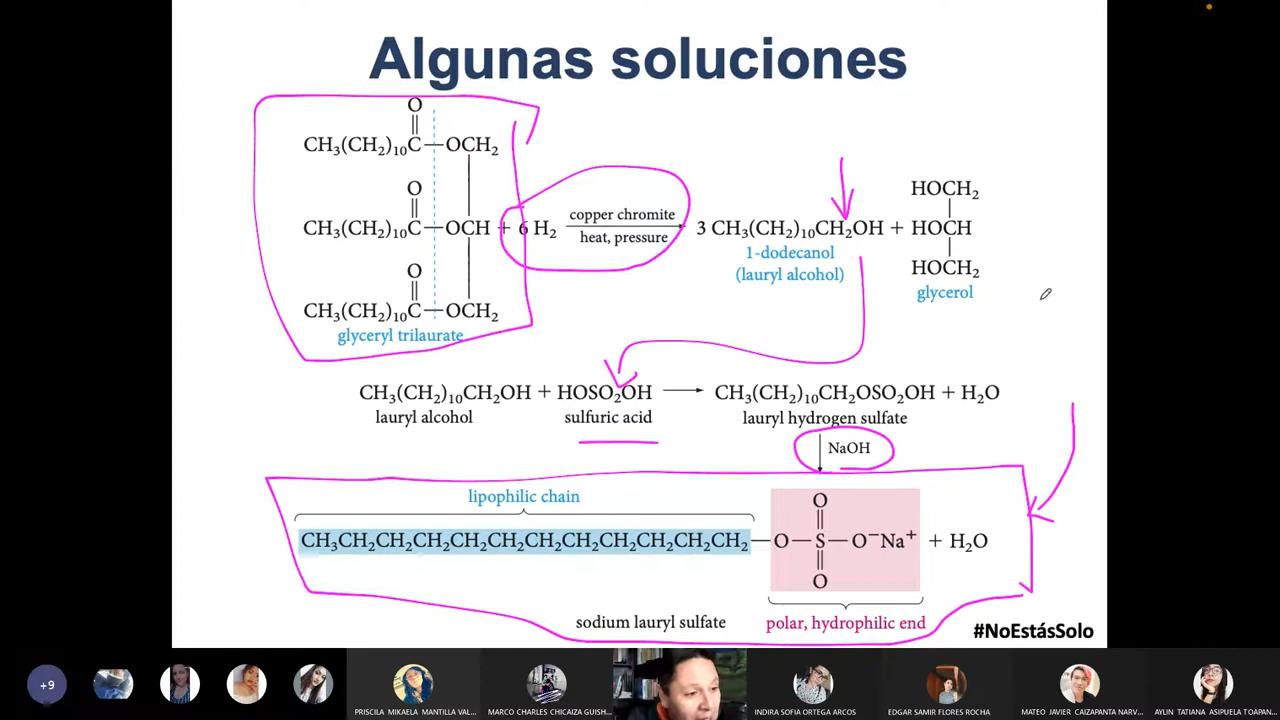 Algunas soluciones
O
CH₃(CH₂)₁₀C—OCH₂
O
CH₃(CH₂)₁₀C—OCH + 6 H₂
O
CH₃(CH₂)₁₀C—OCH₂
glyceryl trilaurate
copper chromite
heat, pressure
3 CH₃(CH₂)₁₀CH₂OH +
1-dodecanol
(lauryl alcohol)
HOCH₂
HOCH
HOCH₂
glycerol
CH₃(CH₂)₁₀CH₂OH + HOSO₂OH ⟶ CH₃(CH₂)₁₀CH₂OSO₂OH + H₂O
lauryl alcohol sulfuric acid lauryl hydrogen sulfate
NaOH
lipophilic chain
O
CH₃CH₂CH₂CH₂CH₂CH₂CH₂CH₂CH₂CH₂CH₂CH₂—O—S—O⁻Na⁺ + H₂O
O
sodium lauryl sulfate polar, hydrophilic end
#NoEstásSolo
+9
PRISCILA MIKAELA MANTILLA VAL...
MARCO CHARLES CHICAIZA GUISH...
INDIRA SOFIA ORTEGA ARCOS
EDGAR SAMIR FLORES ROCHA
MATEO JAVIER CAIZAPANTA NARV...
AYLIN TATIANA ASIPUELA TOAPAN...